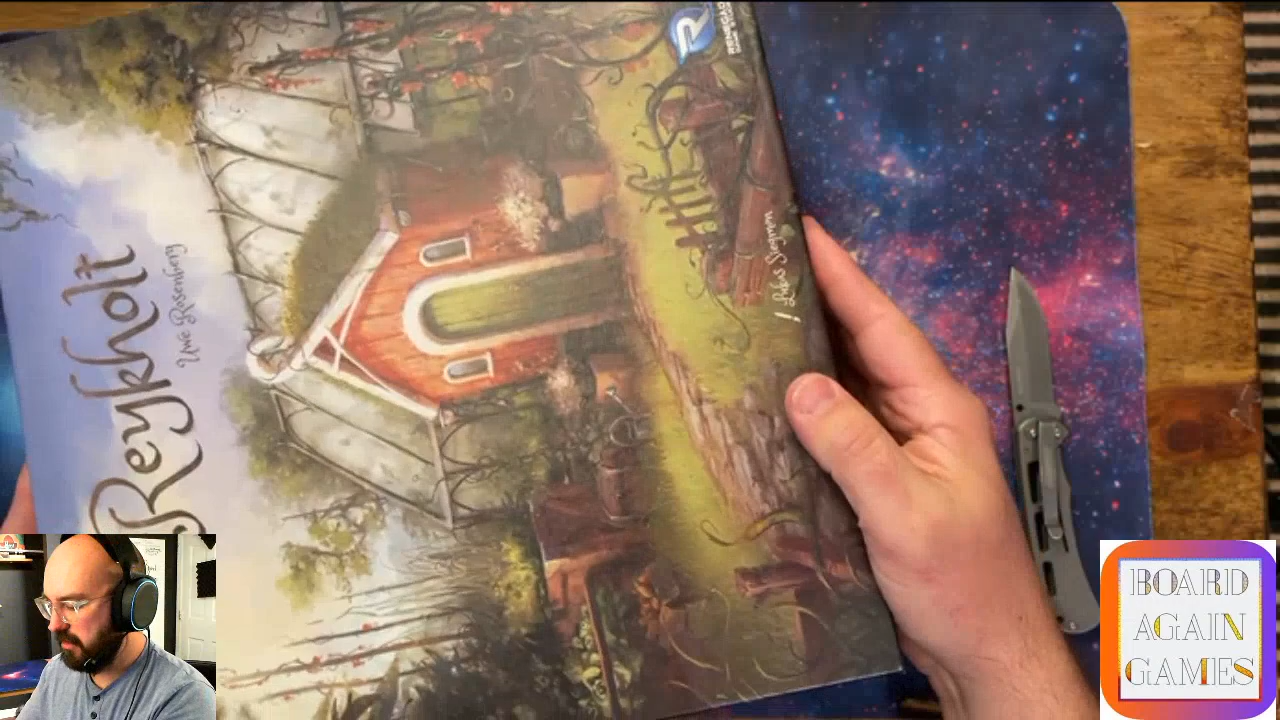 Reykholt
Uwe Rosenberg
Lukas Siegmon
BOARD
AGAIN
GAMES